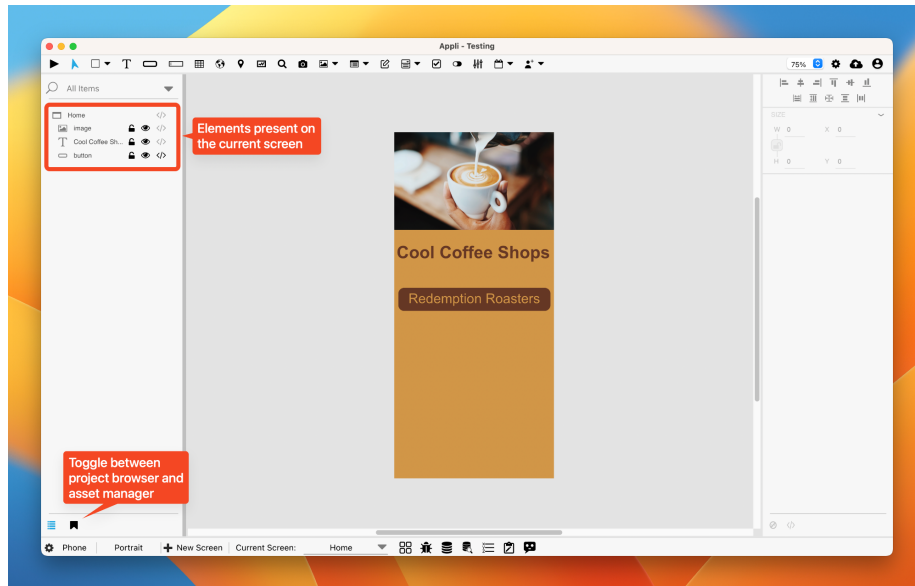 Appli - Testing
T
75%
All Items
Home
image
T Cool Coffee Sh...
button
Elements present on
the current screen
SIZE
W 0 X 0
H 0 Y 0
Cool Coffee Shops
Redemption Roasters
Toggle between
project browser and
asset manager
Phone Portrait New Screen Current Screen: Home